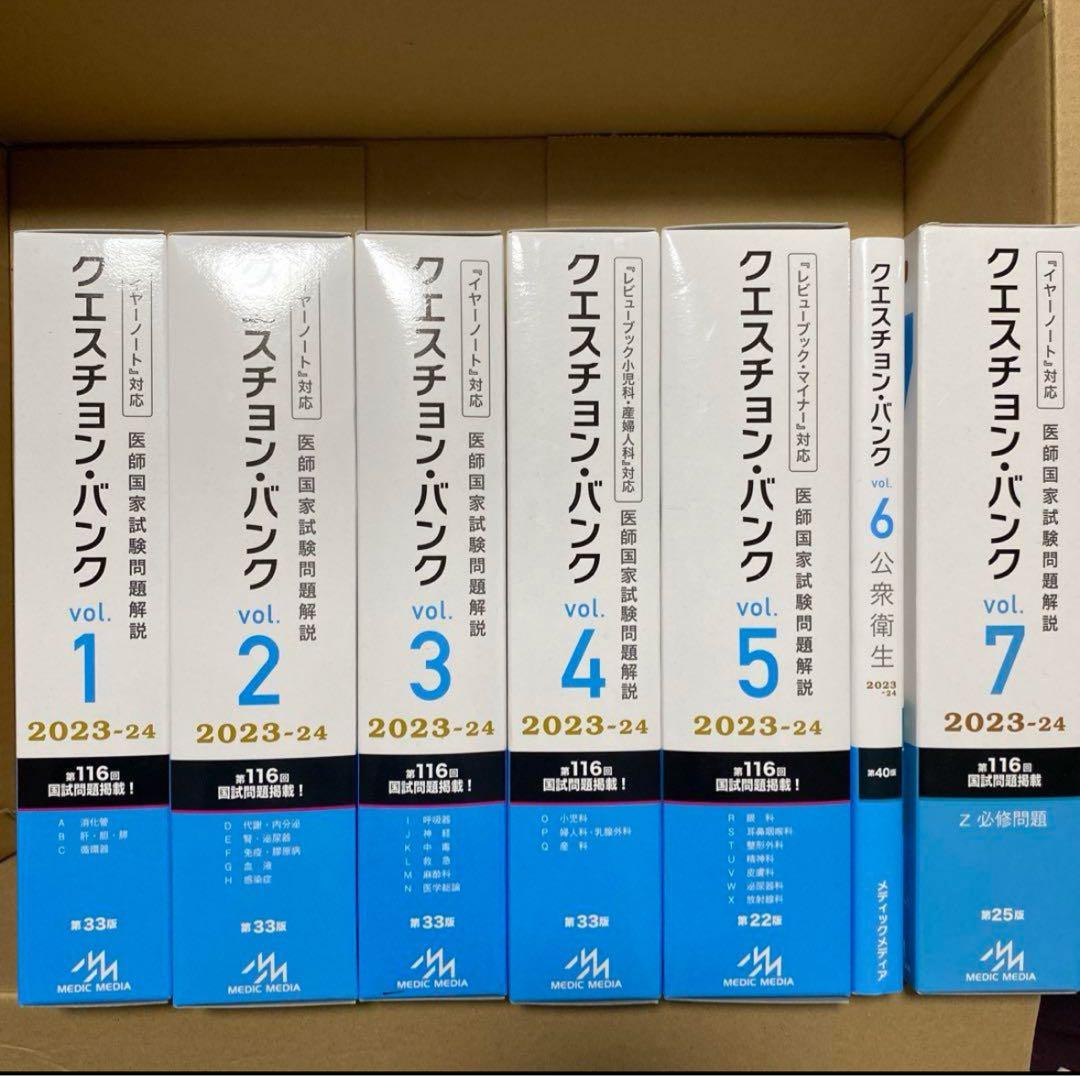 『イヤーノート』対応
クエスチョン・バンク
医師国家試験問題解説
vol.
1
2023-24
第116回
国試問題掲載！
A 消化管
B 肝・胆・膵
C 循環器
第33版
MEDIC MEDIA
イヤーノート』対応
クエスチョン・バンク
医師国家試験問題解説
vol.
2
2023-24
第116回
国試問題掲載！
D 代謝・内分泌
E 腎・泌尿器
F 免疫・膠原病
G 血液
H 感染症
第33版
MEDIC MEDIA
『イヤーノート』対応
クエスチョン・バンク
医師国家試験問題解説
vol.
3
2023-24
第116回
国試問題掲載！
I 呼吸器
J 神経
K 中毒
L 救急
M 麻酔科
N 医学総論
第33版
MEDIC MEDIA
『レビューブック小児科・産婦人科』対応
クエスチョン・バンク
医師国家試験問題解説
vol.
4
2023-24
第116回
国試問題掲載！
O 小児科
P 婦人科・乳腺外科
Q 産科
第33版
MEDIC MEDIA
『レビューブック・マイナー』対応
クエスチョン・バンク
医師国家試験問題解説
vol.
5
2023-24
第116回
国試問題掲載！
R 眼科
S 耳鼻咽喉科
T 整形外科
U 精神科
V 皮膚科
W 泌尿器科
X 放射線科
第22版
MEDIC MEDIA
クエスチョン・バンク
vol.
6
公衆衛生
2023
-24
第40版
メディックメディア
『イヤーノート』対応
クエスチョン・バンク
医師国家試験問題解説
vol.
7
2023-24
第116回
国試問題掲載！
Z 必修問題
第25版
MEDIC MEDIA